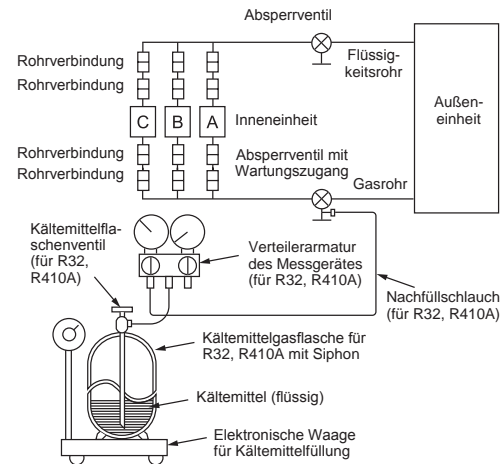 Absperrventil
Rohrverbindung
Rohrverbindung
Flüssig-
keitsrohr
Außen-
einheit
C B A
Inneneinheit
Rohrverbindung
Rohrverbindung
Absperrventil mit
Wartungszugang
Gasrohr
Kältemittelfla-
schenventil
(für R32,
R410A)
Verteilerarmatur
des Messgerätes
(für R32, R410A)
Nachfüllschlauch
(für R32, R410A)
Kältemittelgasflasche für
R32, R410A mit Siphon
Kältemittel (flüssig)
Elektronische Waage
für Kältemittelfüllung